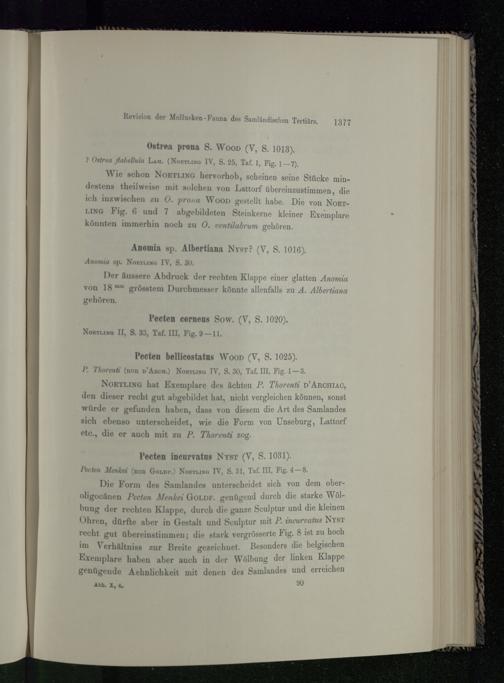 Revision der Mollusken-Fauna des Samländischen Tertiärs. 1377
Ostrea prona S. Wood (V, S. 1013).
? Ostrea flabellula Lam. (Noetling IV, S. 25, Taf. 1, Fig. 1—7).
Wie schon Noetling hervorhob, scheinen seine Stücke min-
destens theilweise mit solchen von Lattorf übereinzustimmen, die
ich inzwischen zu O. prona Wood gestellt habe. Die von Noet-
ling Fig. 6 und 7 abgebildeten Steinkerne kleiner Exemplare
könnten immerhin noch zu O. ventilabrum gehören.
Anomia sp. Albertiana Nyst? (V, S. 1016).
Anomia sp. Noetling IV, S. 30.
Der äussere Abdruck der rechten Klappe einer glatten Anomia
von 18 mm grösstem Durchmesser könnte allenfalls zu A. Albertiana
gehören.
Pecten corneus Sow. (V, S. 1020).
Noetling II, S. 33, Taf. III, Fig. 9—11.
Pecten bellicostatus Wood (V, S. 1025).
P. Thorenti (non d'Arch.) Noetling IV, S. 30, Taf. III, Fig. 1—3.
Noetling hat Exemplare des ächten P. Thorenti d'Archiac,
den dieser recht gut abgebildet hat, nicht vergleichen können, sonst
würde er gefunden haben, dass von diesem die Art des Samlandes
sich ebenso unterscheidet, wie die Form von Unseburg, Lattorf
etc., die er auch mit zu P. Thorenti zog.
Pecten incurvatus Nyst (V, S. 1031).
Pecten Menkei (non Goldf.) Noetling IV, S. 31, Taf. III, Fig. 4—8.
Die Form des Samlandes unterscheidet sich von dem ober-
oligocänen Pecten Menkei Goldf. genügend durch die starke Wöl-
bung der rechten Klappe, durch die ganze Sculptur und die kleinen
Ohren, dürfte aber in Gestalt und Sculptur mit P. incurvatus Nyst
recht gut übereinstimmen; die stark vergrösserte Fig. 8 ist zu hoch
im Verhältniss zur Breite gezeichnet. Besonders die belgischen
Exemplare haben aber auch in der Wölbung der linken Klappe
genügende Aehnlichkeit mit denen des Samlandes und erreichen
Abh. X, 6. 90